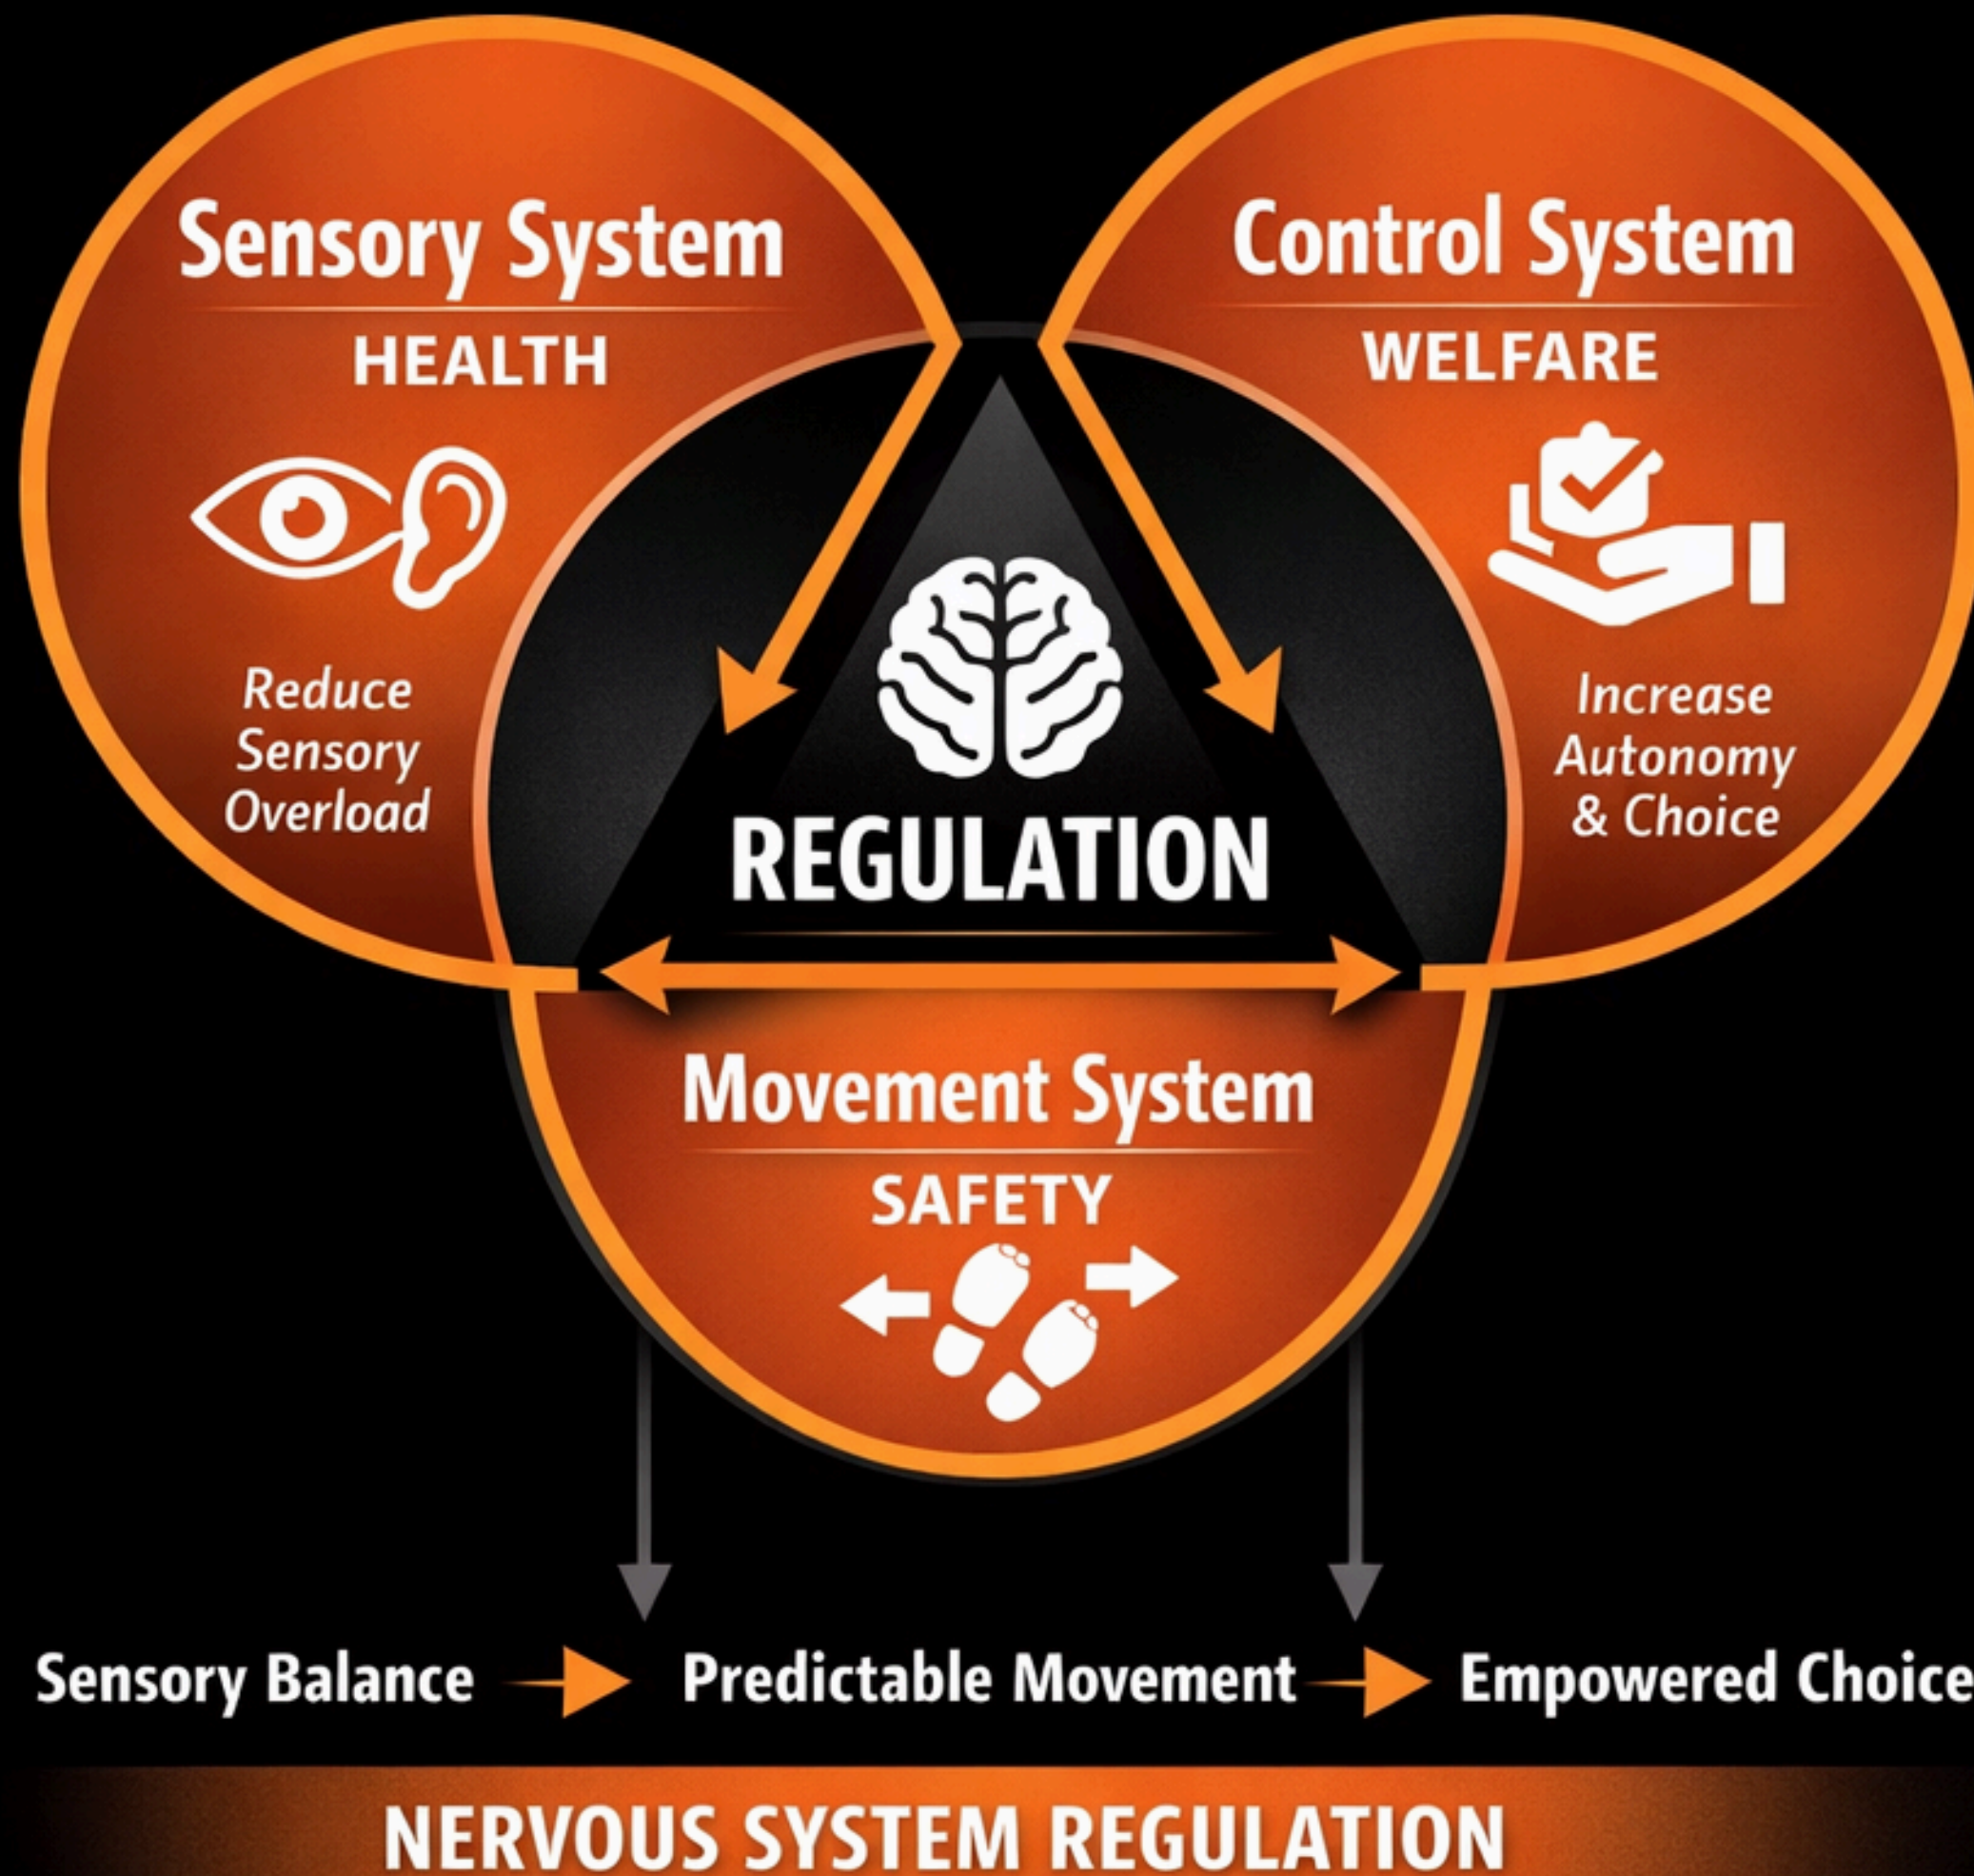 Sensory System
HEALTH
Reduce
Sensory
Overload
Control System
WELFARE
Increase
Autonomy
& Choice
REGULATION
Movement System
SAFETY
Sensory Balance
Predictable Movement
Empowered Choice
NERVOUS SYSTEM REGULATION